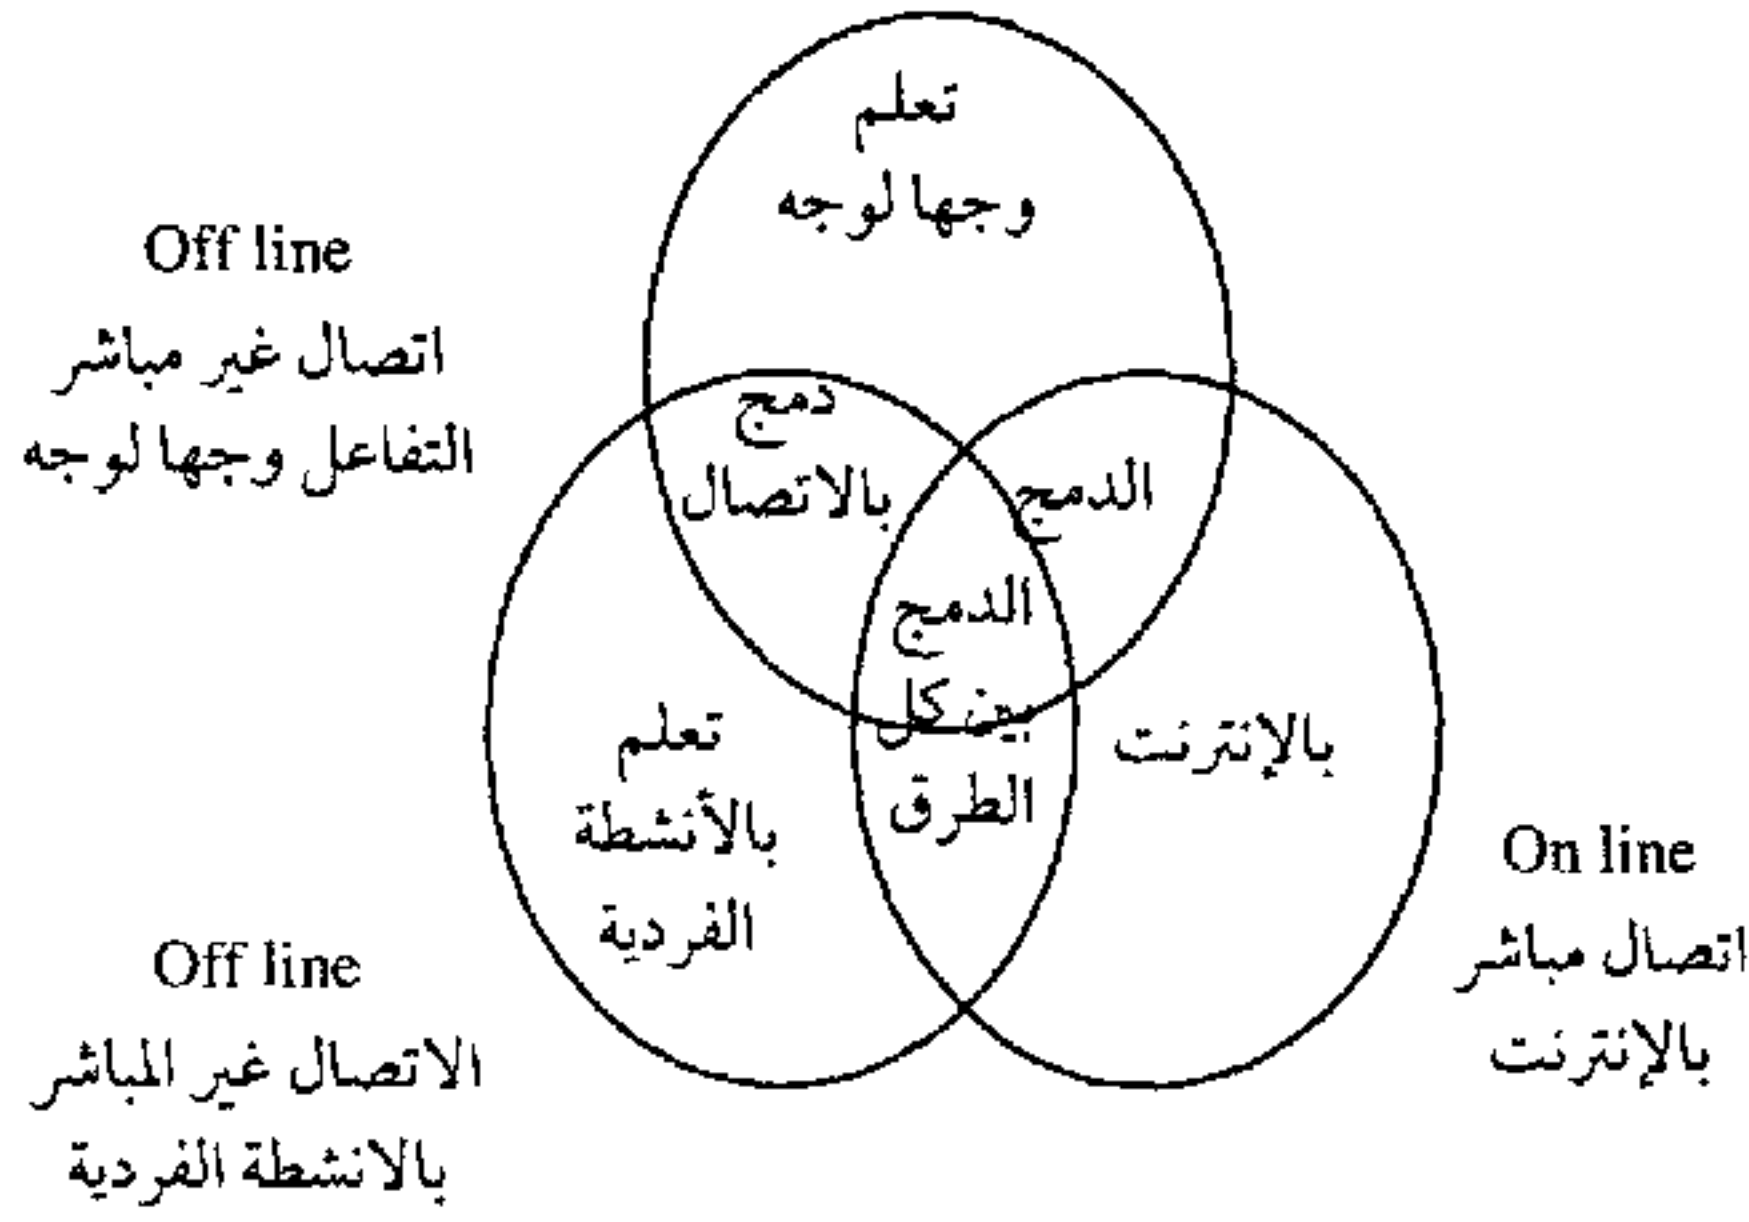 تعلم
وجها لوجه
Off line
اتصال غير مباشر
التفاعل وجها لوجه
دمج
بالاتصال
الدمج
الدمج
بين كل
الطرق
تعلم
بالأنشطة
الفردية
بالإنترنت
On line
اتصال مباشر
بالإنترنت
Off line
الاتصال غير المباشر
بالانشطة الفردية